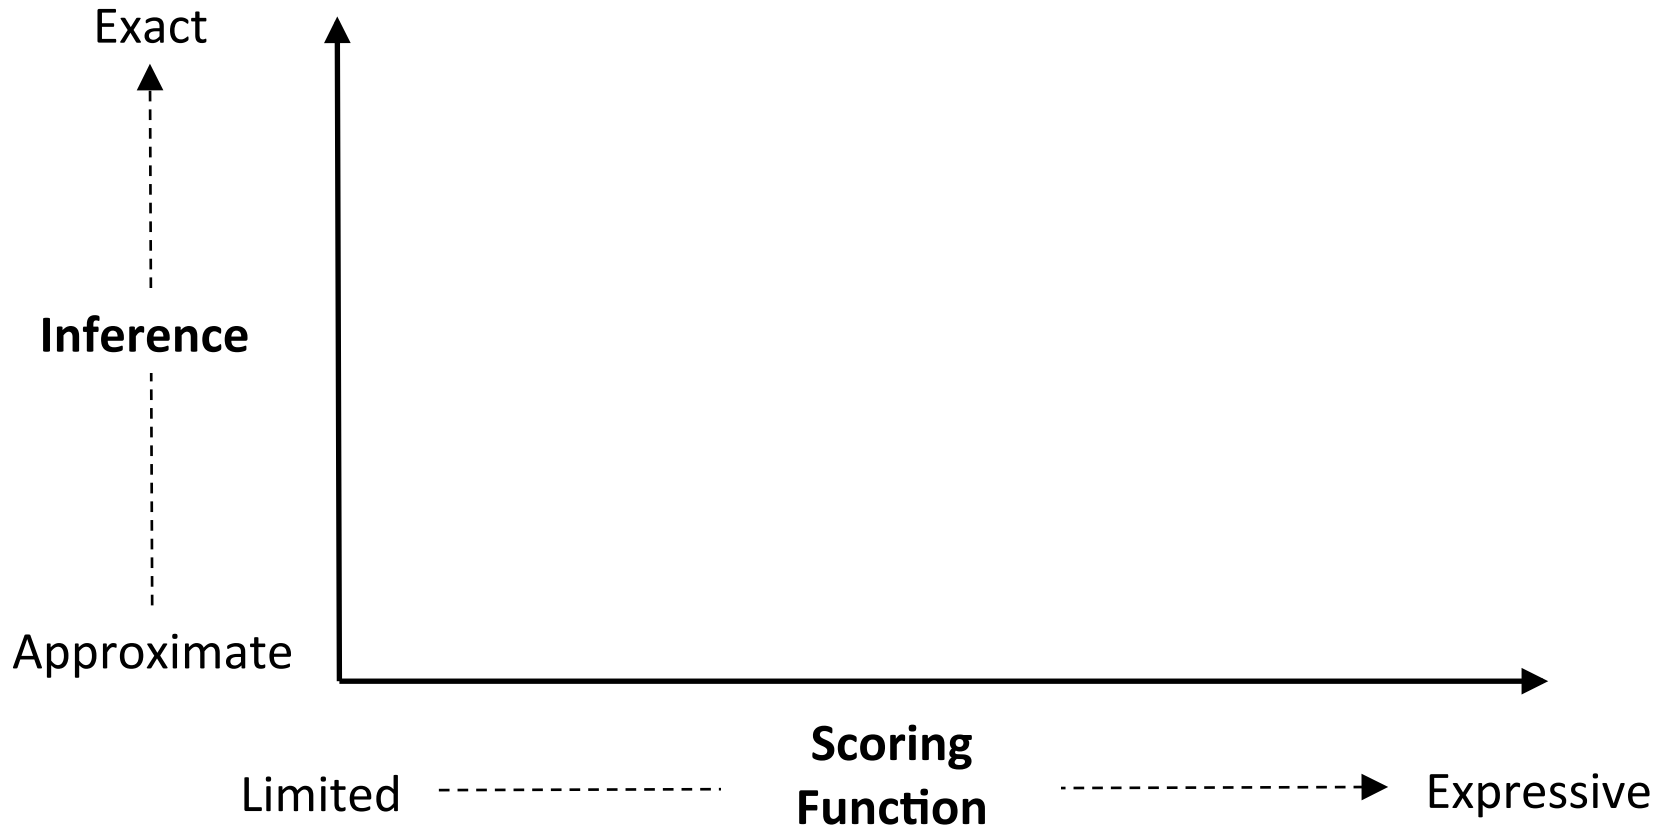 Exact
Inference
Approximate
Scoring
Function
Limited
Expressive